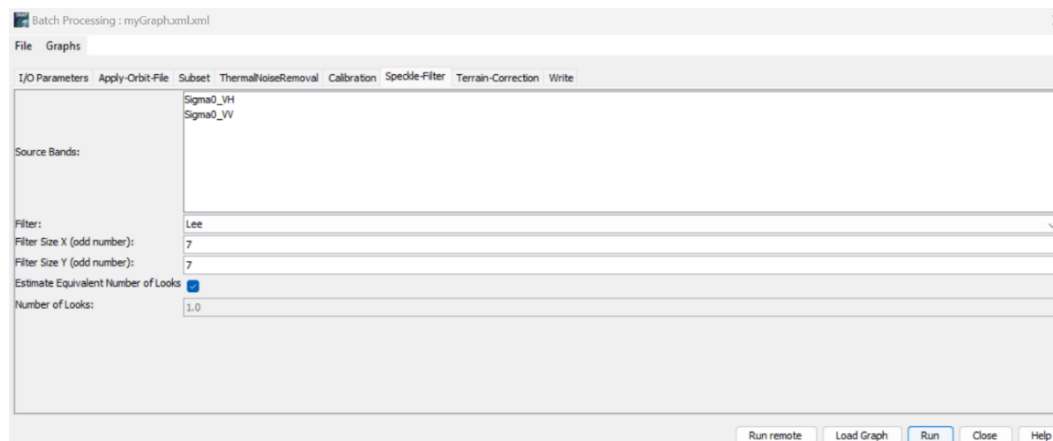 Batch Processing : myGraph.xml.xml
File Graphs
I/O Parameters Apply-Orbit-File Subset ThermalNoiseRemoval Calibration Speckle-Filter Terrain-Correction Write
Source Bands:
Sigma0_VH
Sigma0_VV
Filter: Lee
Filter Size X (odd number): 7
Filter Size Y (odd number): 7
Estimate Equivalent Number of Looks
Number of Looks: 1.0
Run remote Load Graph Run Close Help